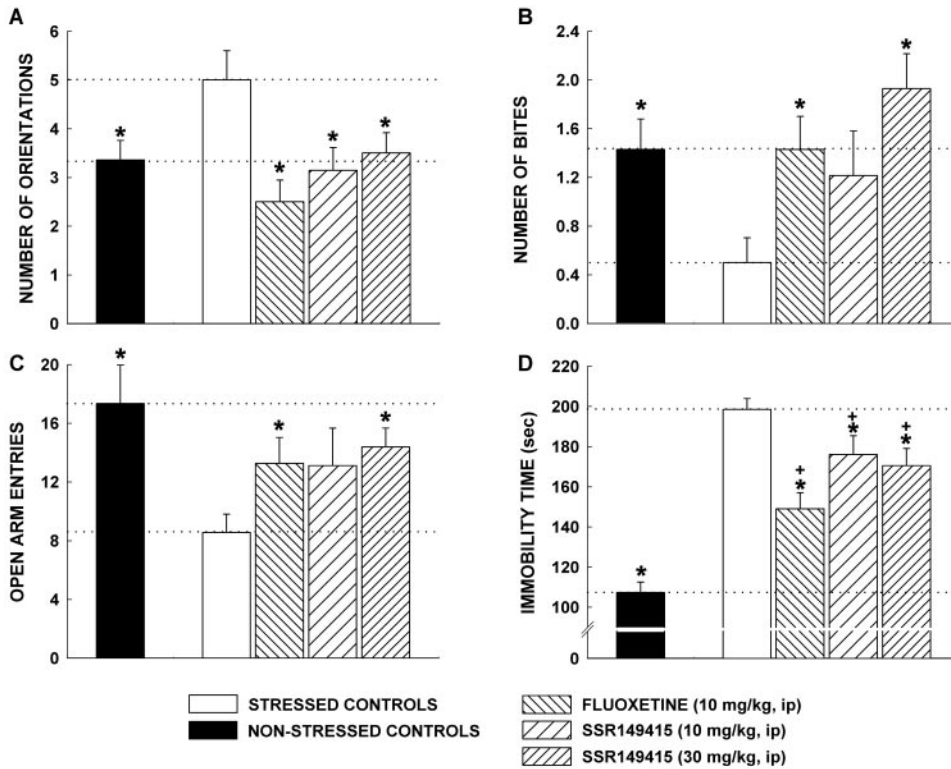 A
NUMBER OF ORIENTATIONS
6
5
4
3
2
1
0
* * * *
B
NUMBER OF BITES
2.4
2.0
1.6
1.2
0.8
0.4
0.0
* * *
C
OPEN ARM ENTRIES
20
16
12
8
4
0
* * *
D
IMMOBILITY TIME (sec)
220
200
180
160
140
120
100
0
+ + +
* * * *
STRESSED CONTROLS
NON-STRESSED CONTROLS
FLUOXETINE (10 mg/kg, ip)
SSR149415 (10 mg/kg, ip)
SSR149415 (30 mg/kg, ip)